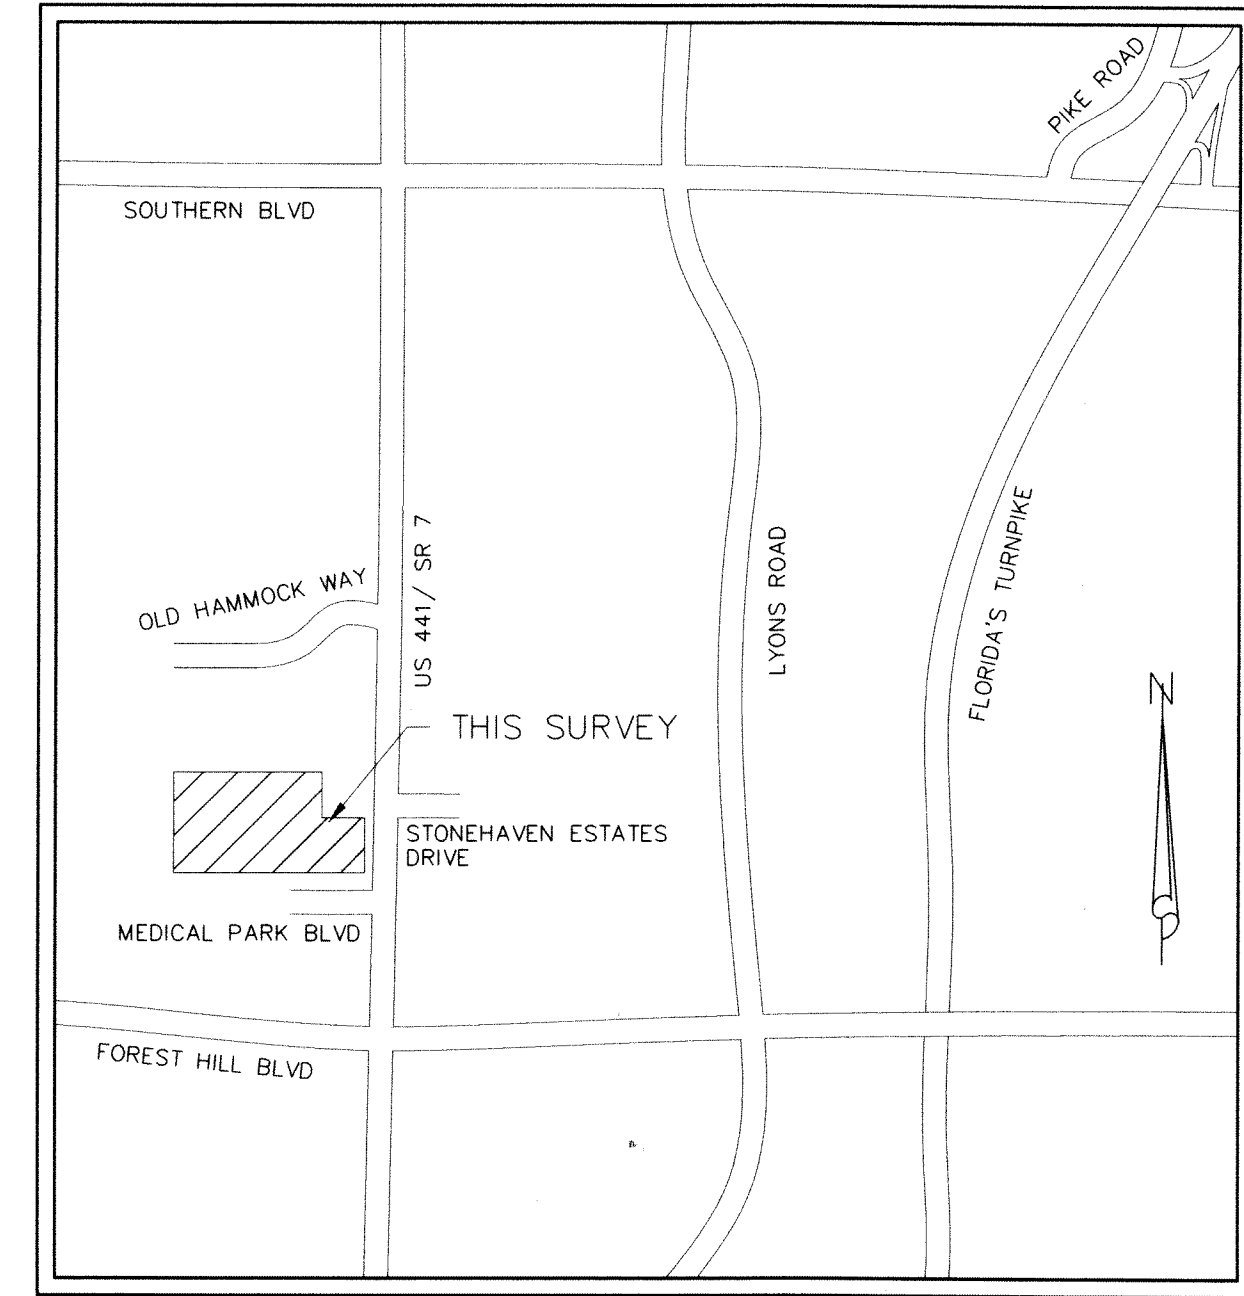 PIKE ROAD
SOUTHERN BLVD
OLD HAMMOCK WAY
US 441/ SR 7
LYONS ROAD
FLORIDA'S TURNPIKE
N
THIS SURVEY
STONEHAVEN ESTATES
DRIVE
MEDICAL PARK BLVD
FOREST HILL BLVD